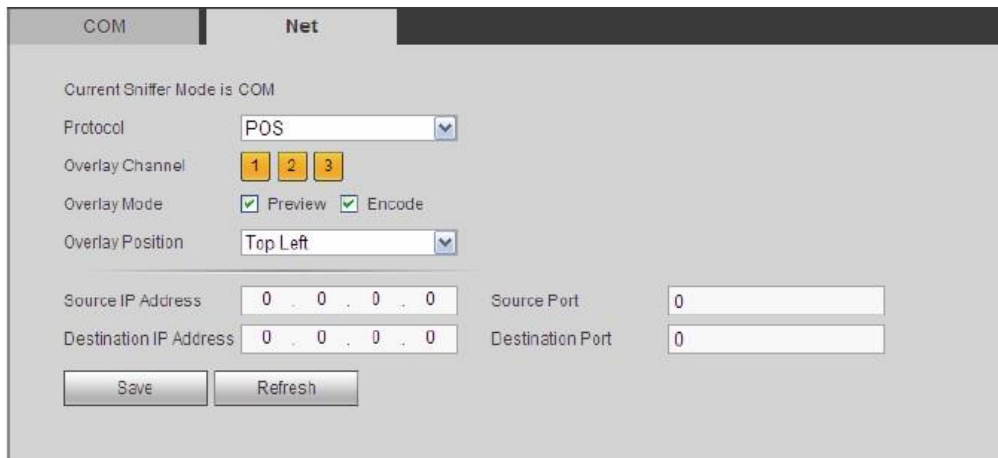 COM Net
Current Sniffer Mode is COM
Protocol POS
Overlay Channel 1 2 3
Overlay Mode Preview Encode
Overlay Position Top Left
Source IP Address 0 . 0 . 0 . 0 Source Port 0
Destination IP Address 0 . 0 . 0 . 0 Destination Port 0
Save Refresh